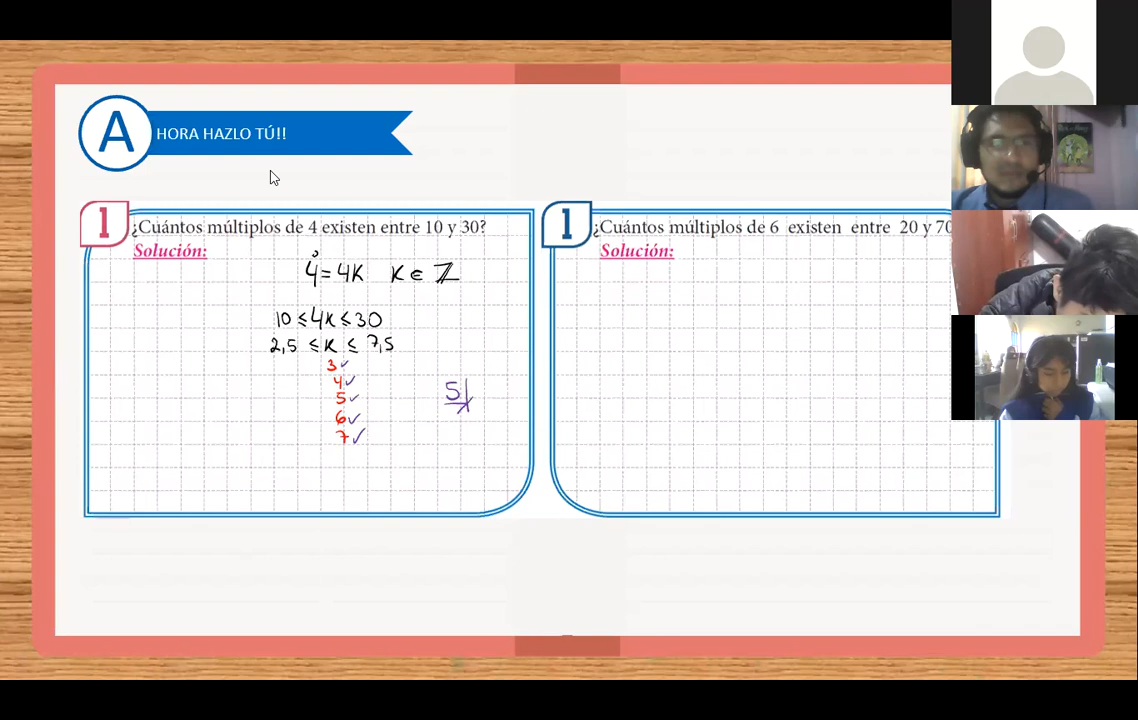 A HORA HAZLO TÚ!!
1 ¿Cuántos múltiplos de 4 existen entre 10 y 30?
Solución:
4̊ = 4K K ∈ ℤ
10 ≤ 4K ≤ 30
2,5 ≤ K ≤ 7,5
3 ✓
4 ✓
5 ✓
6 ✓
7 ✓
5
1 ¿Cuántos múltiplos de 6 existen entre 20 y 70
Solución: